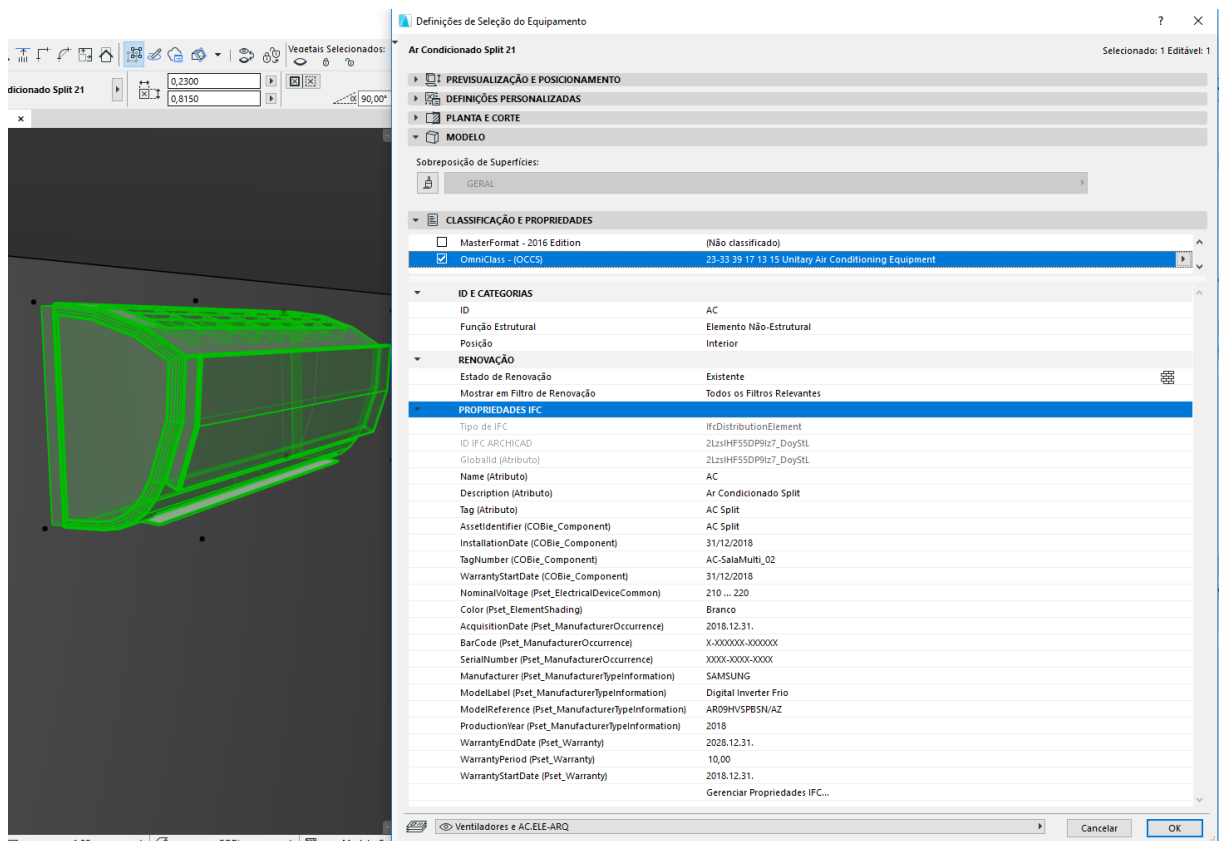 Definições de Seleção do Equipamento
? ×
Vegetais Selecionados:
Ar Condicionado Split 21
Selecionado: 1 Editável: 1
dicionado Split 21
0,2300
0,8150
90,00°
PREVISUALIZAÇÃO E POSICIONAMENTO
DEFINIÇÕES PERSONALIZADAS
PLANTA E CORTE
MODELO
Sobreposição de Superfícies:
GERAL
CLASSIFICAÇÃO E PROPRIEDADES
MasterFormat - 2016 Edition (Não classificado)
OmniClass - (OCCS) 23-33 39 17 13 15 Unitary Air Conditioning Equipment
ID E CATEGORIAS
ID AC
Função Estrutural Elemento Não-Estrutural
Posição Interior
RENOVAÇÃO
Estado de Renovação Existente
Mostrar em Filtro de Renovação Todos os Filtros Relevantes
PROPRIEDADES IFC
Tipo de IFC IfcDistributionElement
ID IFC ARCHICAD 2LzsIHF55DP9Iz7_DoyStL
GlobalId (Atributo) 2LzsIHF55DP9Iz7_DoyStL
Name (Atributo) AC
Description (Atributo) Ar Condicionado Split
Tag (Atributo) AC Split
AssetIdentifier (COBie_Component) AC Split
InstallationDate (COBie_Component) 31/12/2018
TagNumber (COBie_Component) AC-SalaMulti_02
WarrantyStartDate (COBie_Component) 31/12/2018
NominalVoltage (Pset_ElectricalDeviceCommon) 210 ... 220
Color (Pset_ElementShading) Branco
AcquisitionDate (Pset_ManufacturerOccurrence) 2018.12.31.
BarCode (Pset_ManufacturerOccurrence) X-XXXXXX-XXXXXX
SerialNumber (Pset_ManufacturerOccurrence) XXXX-XXXX-XXXX
Manufacturer (Pset_ManufacturerTypeInformation) SAMSUNG
ModelLabel (Pset_ManufacturerTypeInformation) Digital Inverter Frio
ModelReference (Pset_ManufacturerTypeInformation) AR09HVSPBSN/AZ
ProductionYear (Pset_ManufacturerTypeInformation) 2018
WarrantyEndDate (Pset_Warranty) 2028.12.31.
WarrantyPeriod (Pset_Warranty) 10,00
WarrantyStartDate (Pset_Warranty) 2018.12.31.
Gerenciar Propriedades IFC...
Ventiladores e AC.ELE-ARQ
Cancelar
OK